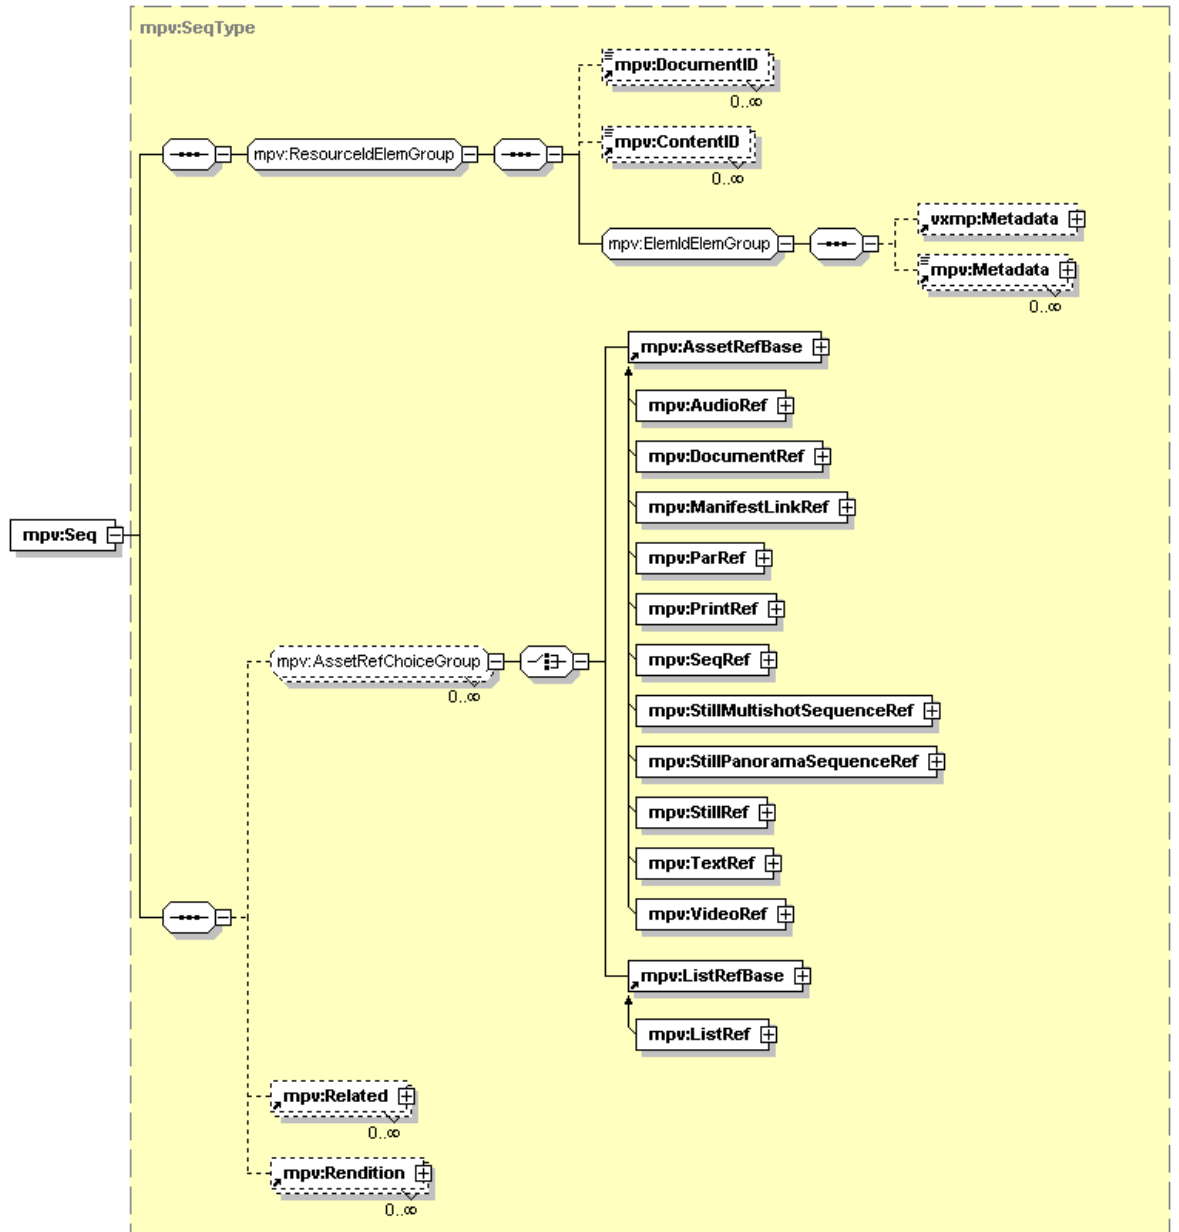 mpv:SeqType
mpv:DocumentID
0..∞
mpv:ResourceIdElemGroup
mpv:ContentID
0..∞
mpv:ElemIdElemGroup
vxmp:Metadata
mpv:Metadata
0..∞
mpv:Seq
mpv:AssetRefChoiceGroup
0..∞
mpv:AssetRefBase
mpv:AudioRef
mpv:DocumentRef
mpv:ManifestLinkRef
mpv:ParRef
mpv:PrintRef
mpv:SeqRef
mpv:StillMultishotSequenceRef
mpv:StillPanoramaSequenceRef
mpv:StillRef
mpv:TextRef
mpv:VideoRef
mpv:ListRefBase
mpv:ListRef
mpv:Related
0..∞
mpv:Rendition
0..∞